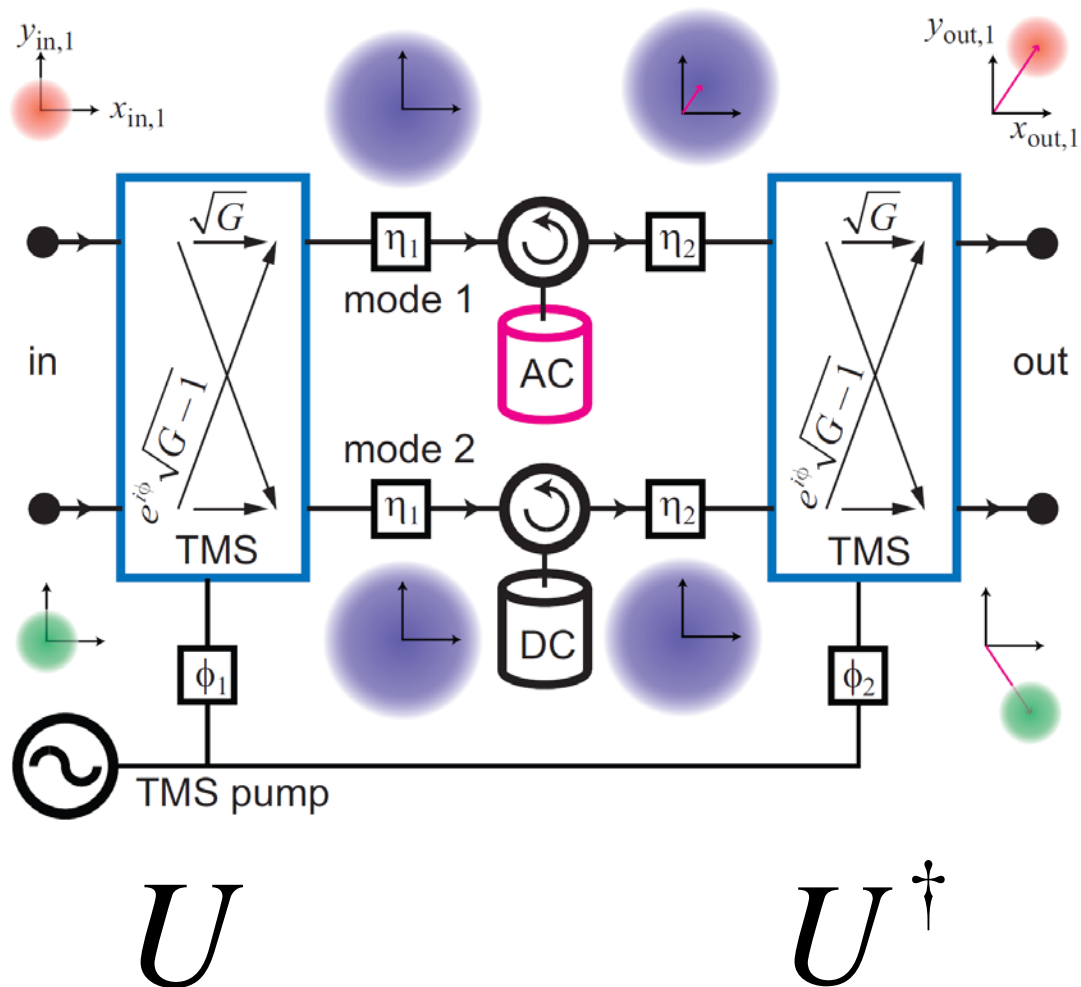 y_in,1
x_in,1
y_out,1
x_out,1
√G
√G
η₁
η₂
mode 1
in
AC
out
e^{iϕ}√G − 1
e^{iϕ}√G − 1
mode 2
η₁
η₂
TMS
TMS
DC
ϕ₁
ϕ₂
TMS pump
U
U†